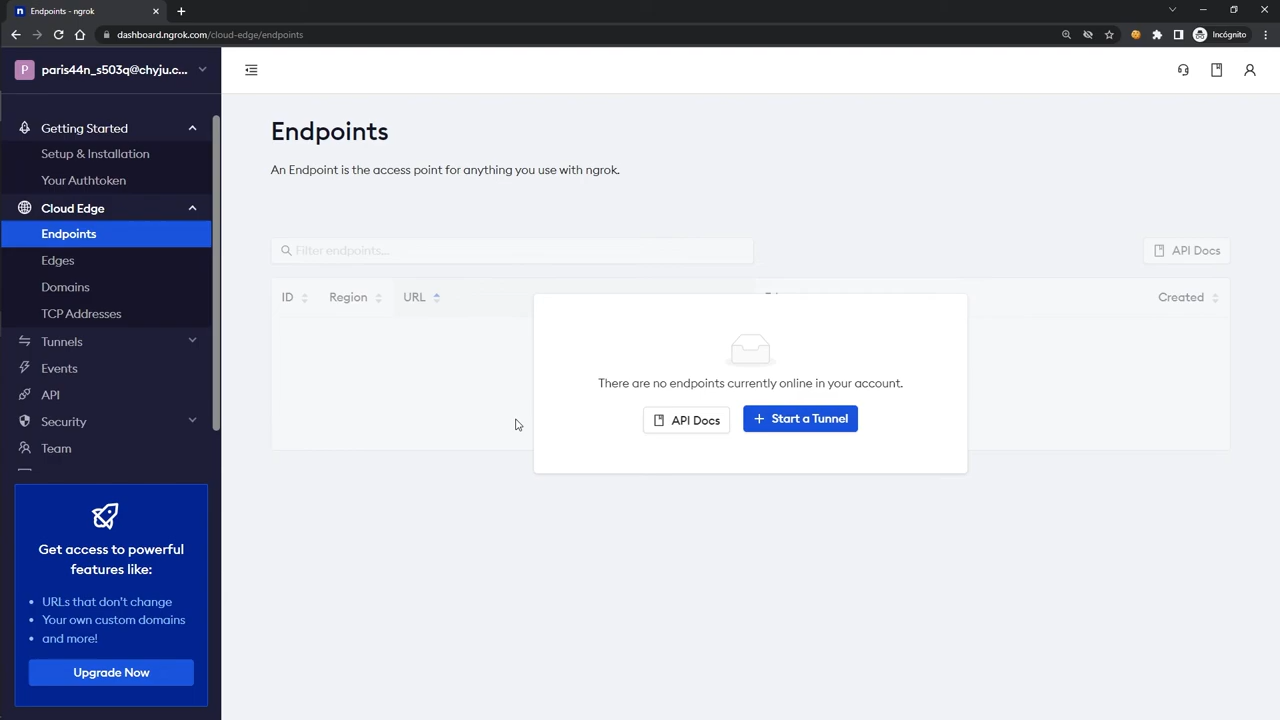 Endpoints - ngrok
dashboard.ngrok.com/cloud-edge/endpoints
Incógnito
P
paris44n_s503q@chyju.c...
Getting Started
Setup & Installation
Your Authtoken
Cloud Edge
Endpoints
Edges
Domains
TCP Addresses
Tunnels
Events
API
Security
Team
Get access to powerful
features like:
• URLs that don't change
• Your own custom domains
• and more!
Upgrade Now
Endpoints
An Endpoint is the access point for anything you use with ngrok.
Filter endpoints...
API Docs
ID Region URL Created
There are no endpoints currently online in your account.
API Docs
+ Start a Tunnel